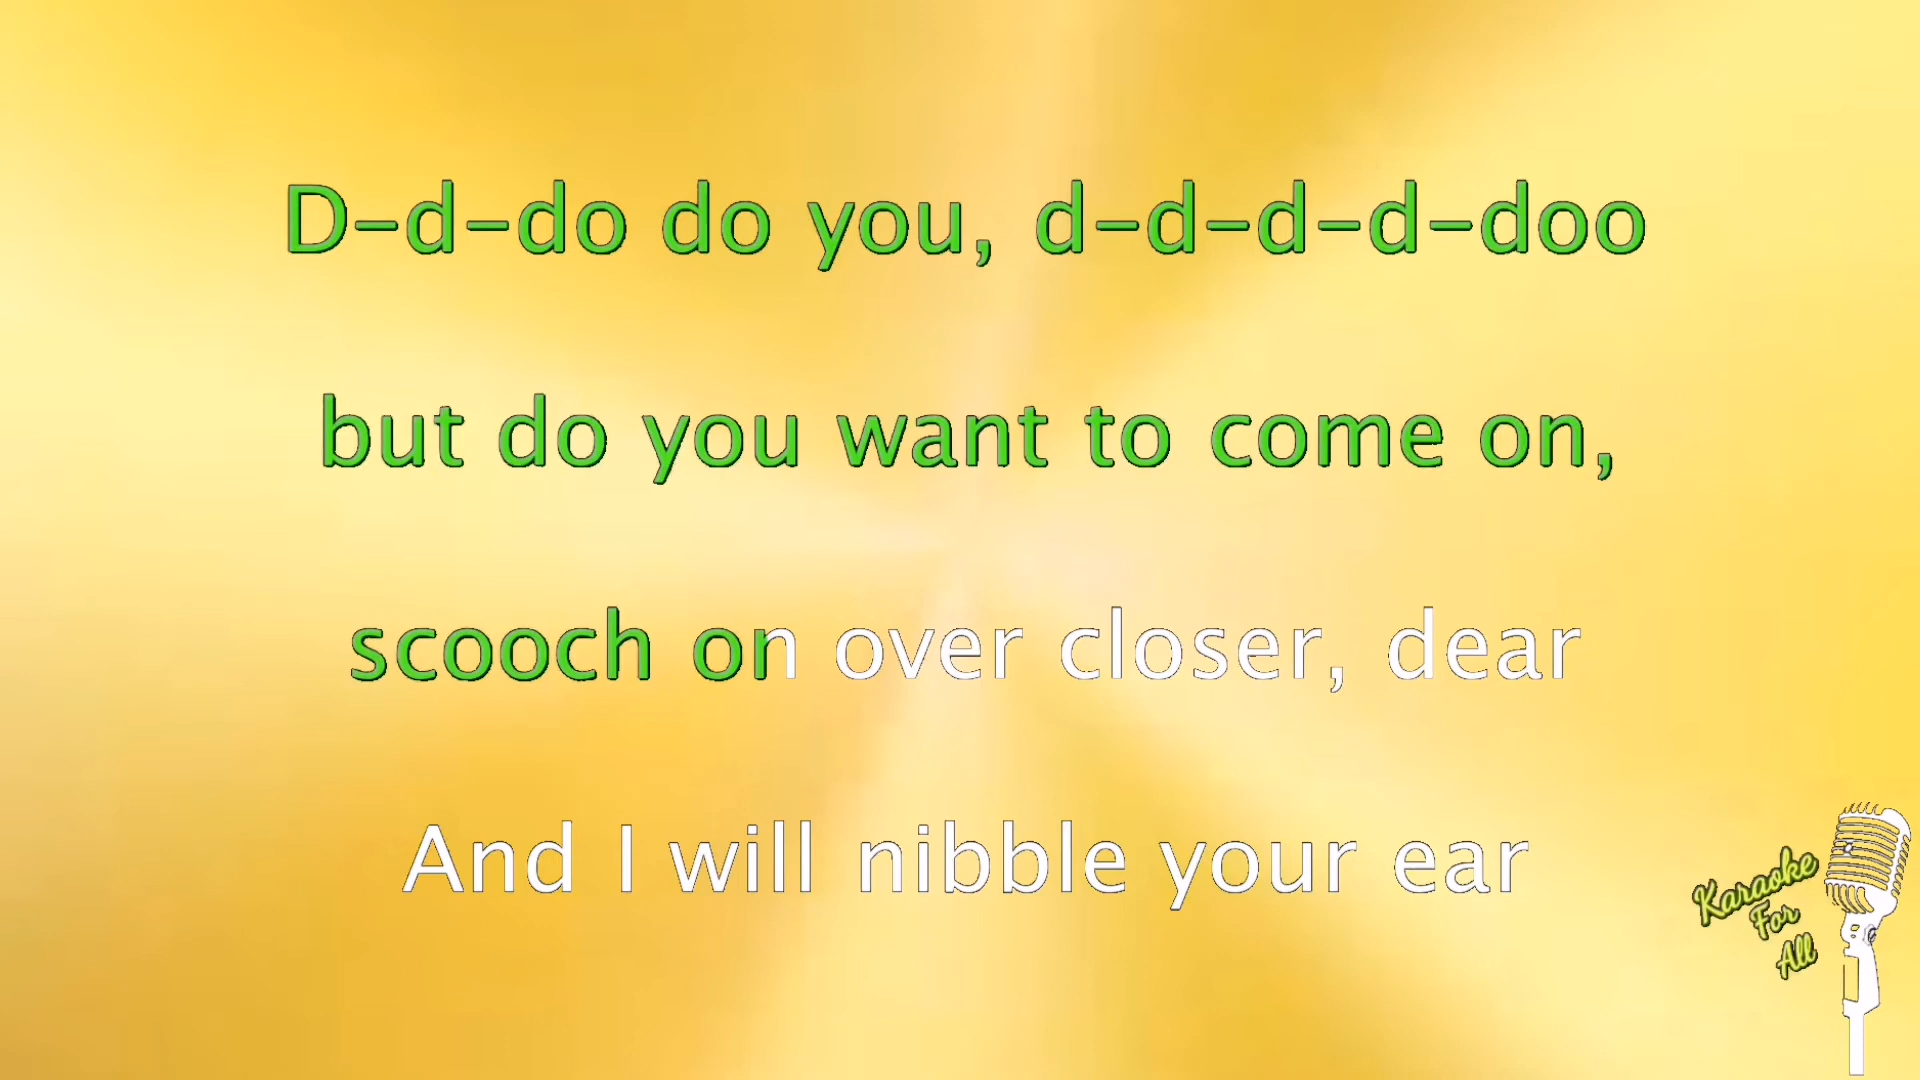 D-d-do do you, d-d-d-d-doo
but do you want to come on,
scooch on over closer, dear
And I will nibble your ear
Karaoke
For
All